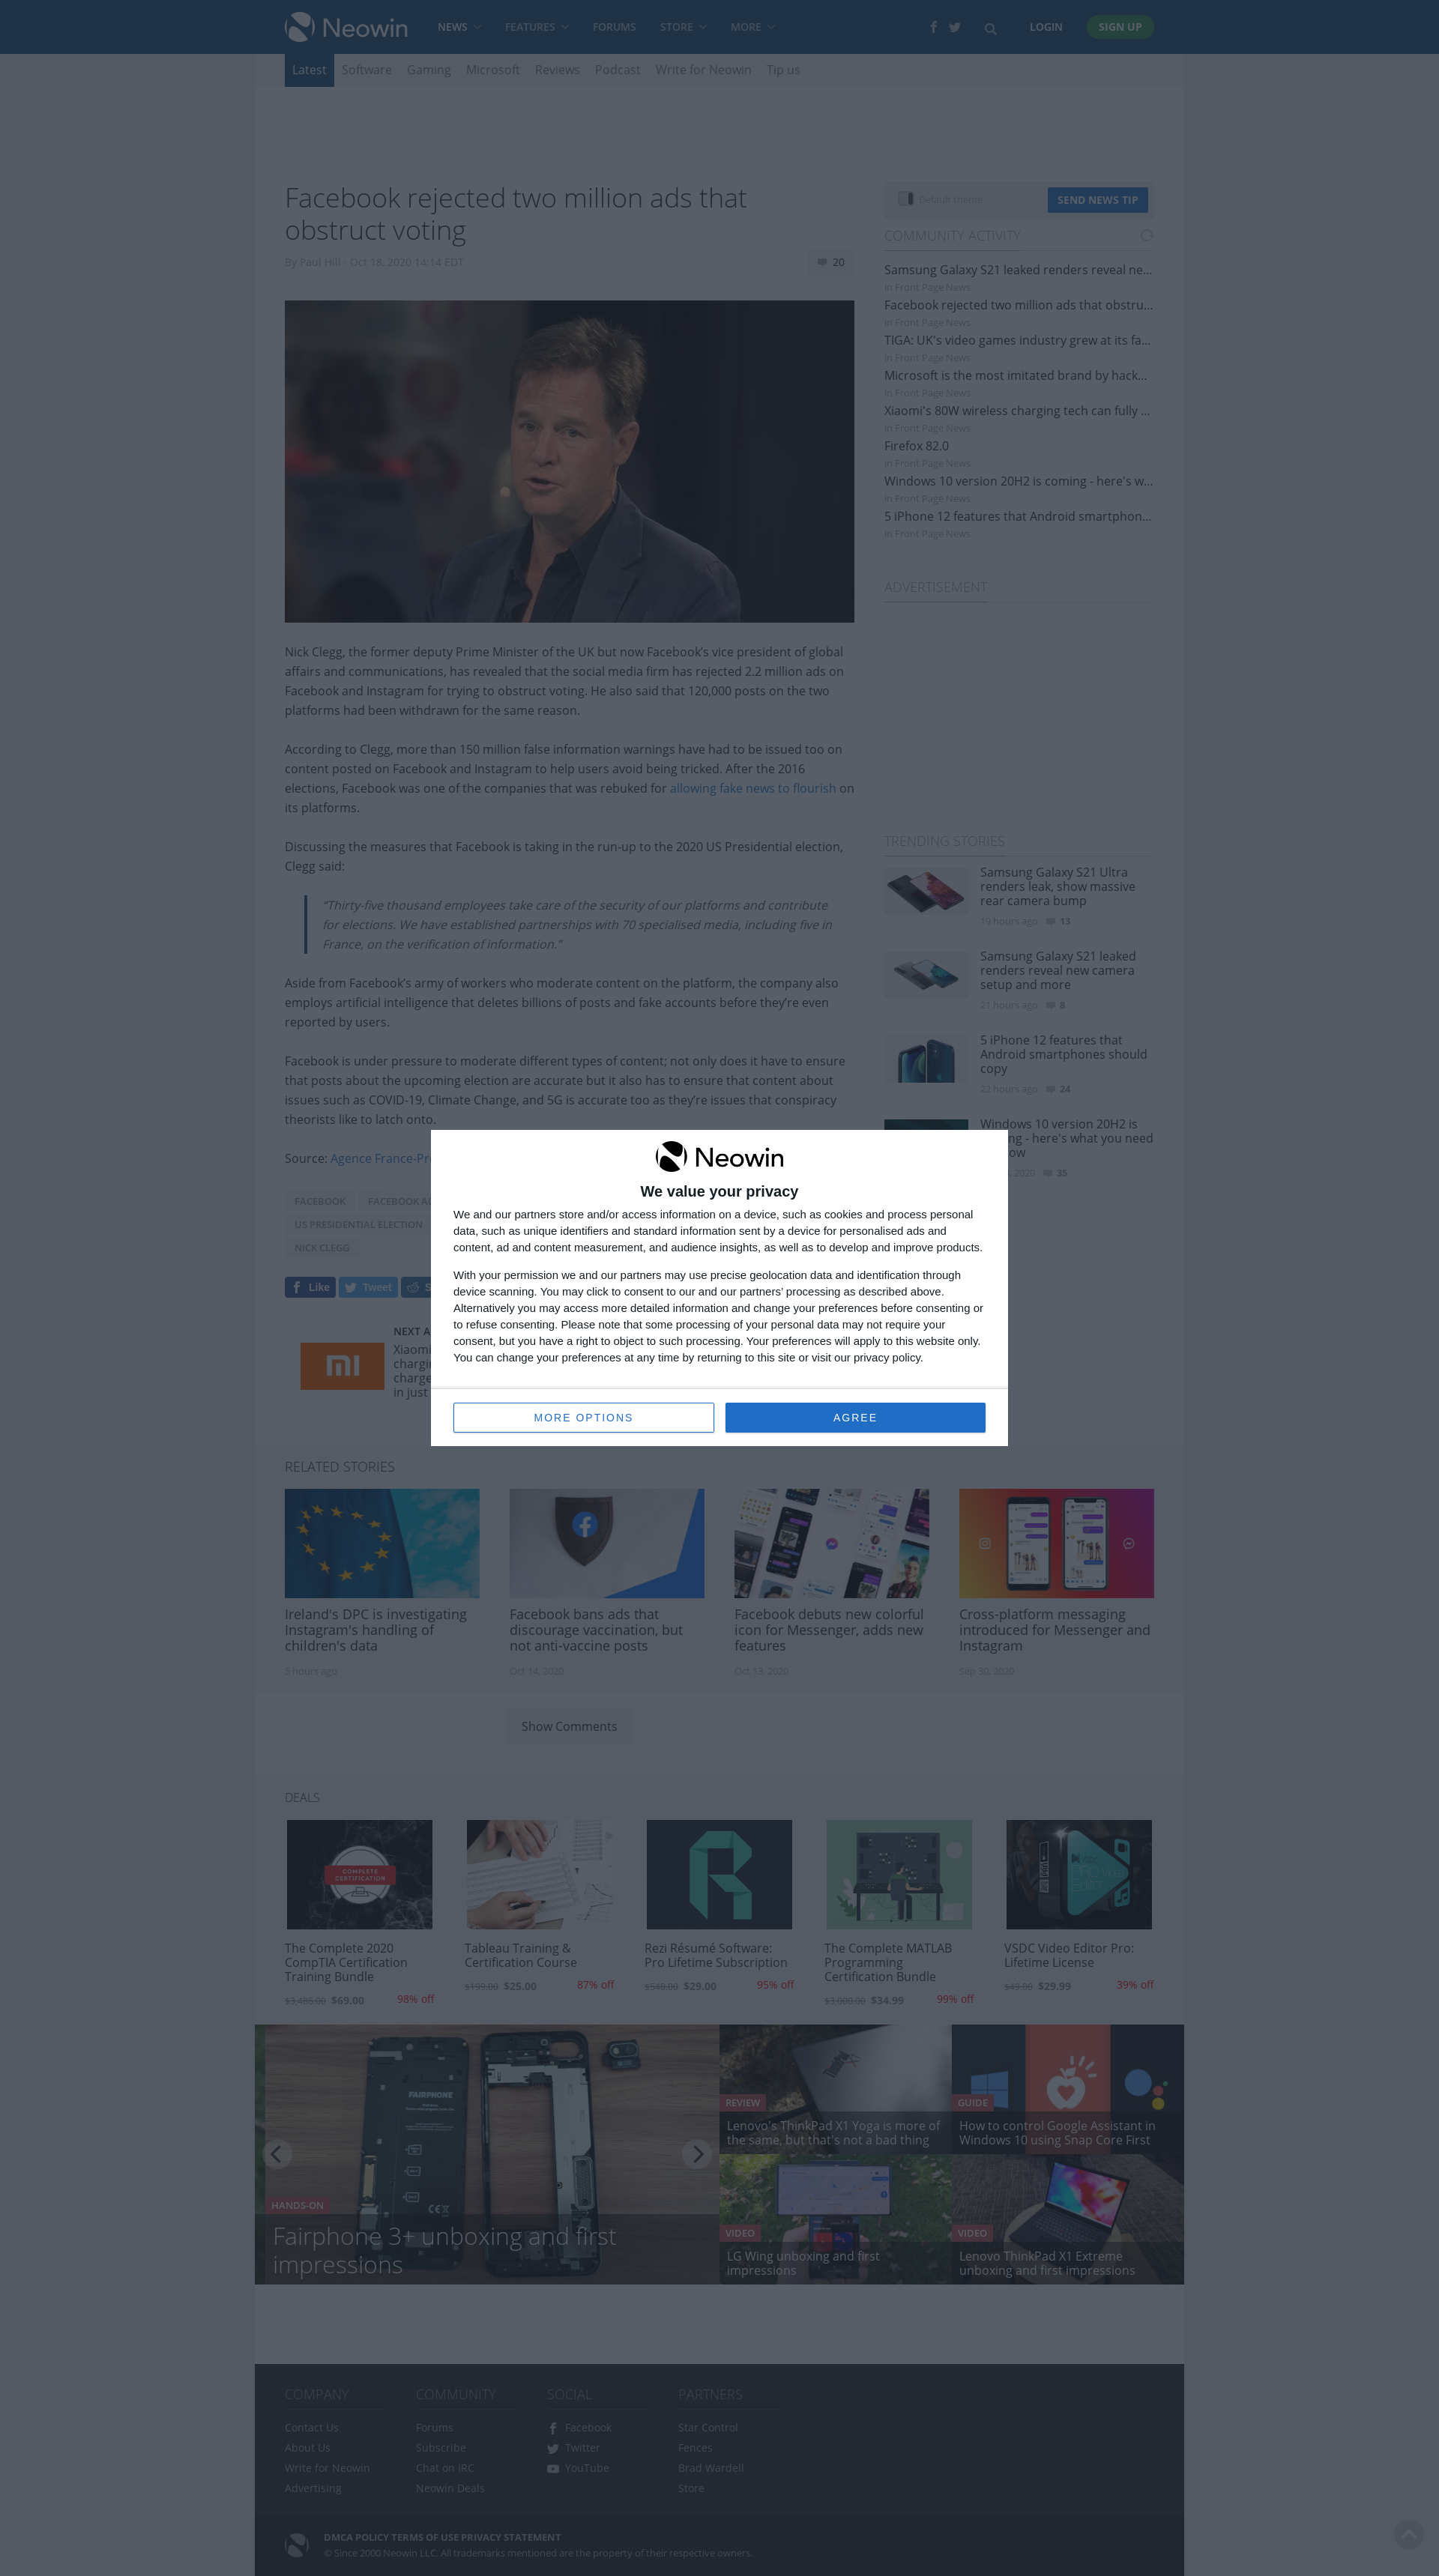 Neowin
NEWS
FEATURES
FORUMS
STORE
MORE
LOGIN
SIGN UP
Latest
Software
Gaming
Microsoft
Reviews
Podcast
Write for Neowin
Tip us
Facebook rejected two million ads that
obstruct voting
By Paul Hill · Oct 18, 2020 14:14 EDT
20
Nick Clegg, the former deputy Prime Minister of the UK but now Facebook’s vice president of global
affairs and communications, has revealed that the social media firm has rejected 2.2 million ads on
Facebook and Instagram for trying to obstruct voting. He also said that 120,000 posts on the two
platforms had been withdrawn for the same reason.
According to Clegg, more than 150 million false information warnings have had to be issued too on
content posted on Facebook and Instagram to help users avoid being tricked. After the 2016
elections, Facebook was one of the companies that was rebuked for allowing fake news to flourish on
its platforms.
Discussing the measures that Facebook is taking in the run-up to the 2020 US Presidential election,
Clegg said:
“Thirty-five thousand employees take care of the security of our platforms and contribute
for elections. We have established partnerships with 70 specialised media, including five in
France, on the verification of information.”
Aside from Facebook’s army of workers who moderate content on the platform, the company also
employs artificial intelligence that deletes billions of posts and fake accounts before they’re even
reported by users.
Facebook is under pressure to moderate different types of content; not only does it have to ensure
that posts about the upcoming election are accurate but it also has to ensure that content about
issues such as COVID-19, Climate Change, and 5G is accurate too as they’re issues that conspiracy
theorists like to latch onto.
Source: Agence France-Pre
FACEBOOK
FACEBOOK AD
US PRESIDENTIAL ELECTION
NICK CLEGG
Like
Tweet
S
NEXT A
Xiaomi
chargin
charge
in just
Default theme
SEND NEWS TIP
COMMUNITY ACTIVITY
Samsung Galaxy S21 leaked renders reveal ne...
in Front Page News
Facebook rejected two million ads that obstru...
in Front Page News
TIGA: UK's video games industry grew at its fa...
in Front Page News
Microsoft is the most imitated brand by hack...
in Front Page News
Xiaomi's 80W wireless charging tech can fully ...
in Front Page News
Firefox 82.0
in Front Page News
Windows 10 version 20H2 is coming - here's w...
in Front Page News
5 iPhone 12 features that Android smartphon...
in Front Page News
ADVERTISEMENT
TRENDING STORIES
Samsung Galaxy S21 Ultra
renders leak, show massive
rear camera bump
19 hours ago
13
Samsung Galaxy S21 leaked
renders reveal new camera
setup and more
21 hours ago
8
5 iPhone 12 features that
Android smartphones should
copy
22 hours ago
24
Windows 10 version 20H2 is
ng - here's what you need
ow
, 2020
35
Neowin
We value your privacy
We and our partners store and/or access information on a device, such as cookies and process personal
data, such as unique identifiers and standard information sent by a device for personalised ads and
content, ad and content measurement, and audience insights, as well as to develop and improve products.
With your permission we and our partners may use precise geolocation data and identification through
device scanning. You may click to consent to our and our partners’ processing as described above.
Alternatively you may access more detailed information and change your preferences before consenting or
to refuse consenting. Please note that some processing of your personal data may not require your
consent, but you have a right to object to such processing. Your preferences will apply to this website only.
You can change your preferences at any time by returning to this site or visit our privacy policy.
MORE OPTIONS
AGREE
RELATED STORIES
Ireland's DPC is investigating
Instagram's handling of
children's data
5 hours ago
Facebook bans ads that
discourage vaccination, but
not anti-vaccine posts
Oct 14, 2020
Facebook debuts new colorful
icon for Messenger, adds new
features
Oct 13, 2020
Cross-platform messaging
introduced for Messenger and
Instagram
Sep 30, 2020
Show Comments
DEALS
COMPLETE
CERTIFICATION
The Complete 2020
CompTIA Certification
Training Bundle
$3,486.00 $69.00
98% off
Tableau Training &
Certification Course
$199.00 $25.00
87% off
Rezi Résumé Software:
Pro Lifetime Subscription
$540.00 $29.00
95% off
The Complete MATLAB
Programming
Certification Bundle
$3,000.00 $34.99
99% off
VSDC Video Editor Pro:
Lifetime License
$49.00 $29.99
39% off
FAIRPHONE
HANDS-ON
Fairphone 3+ unboxing and first
impressions
REVIEW
Lenovo's ThinkPad X1 Yoga is more of
the same, but that's not a bad thing
GUIDE
How to control Google Assistant in
Windows 10 using Snap Core First
VIDEO
LG Wing unboxing and first
impressions
VIDEO
Lenovo ThinkPad X1 Extreme
unboxing and first impressions
COMPANY
Contact Us
About Us
Write for Neowin
Advertising
COMMUNITY
Forums
Subscribe
Chat on IRC
Neowin Deals
SOCIAL
Facebook
Twitter
YouTube
PARTNERS
Star Control
Fences
Brad Wardell
Store
DMCA POLICY TERMS OF USE PRIVACY STATEMENT
© Since 2000 Neowin LLC. All trademarks mentioned are the property of their respective owners.